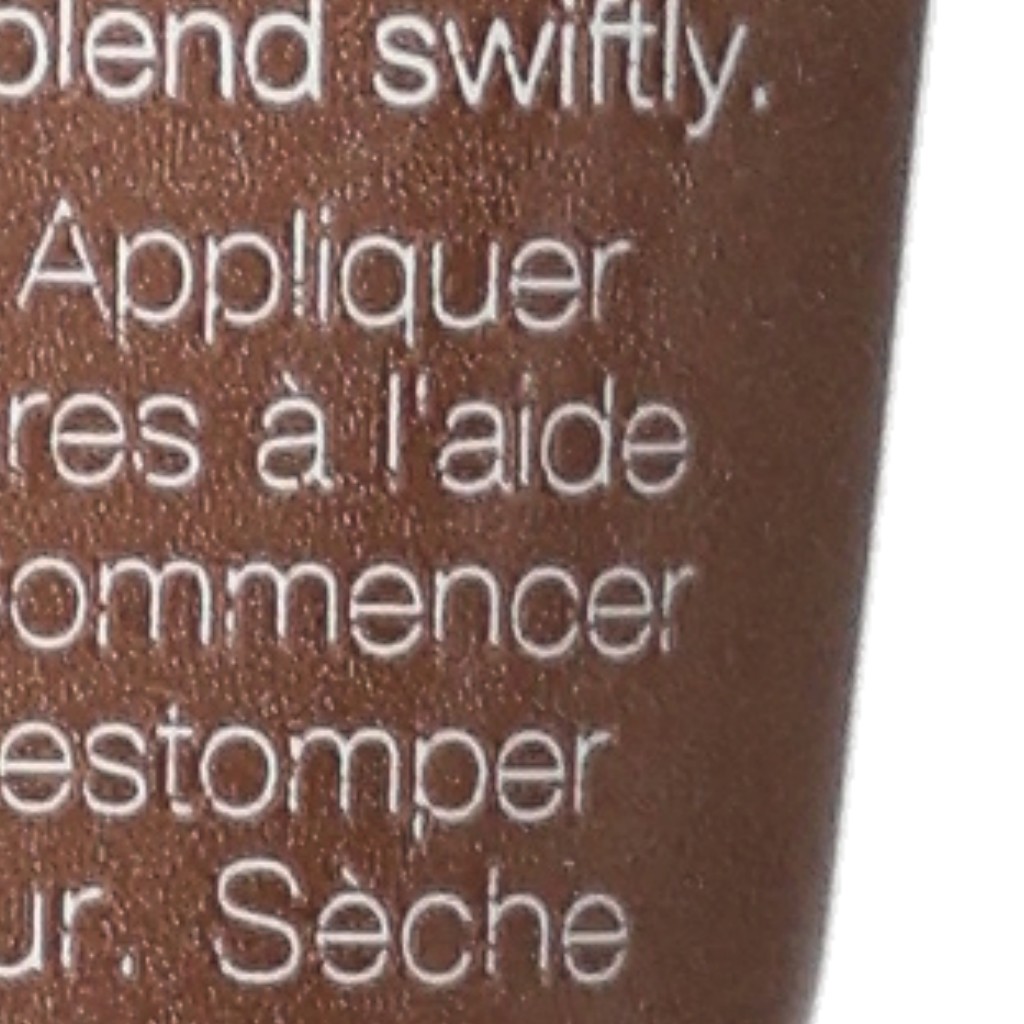 blend swiftly.
Appliquer
res à l'aide
ommencer
estomper
ur. Sèche